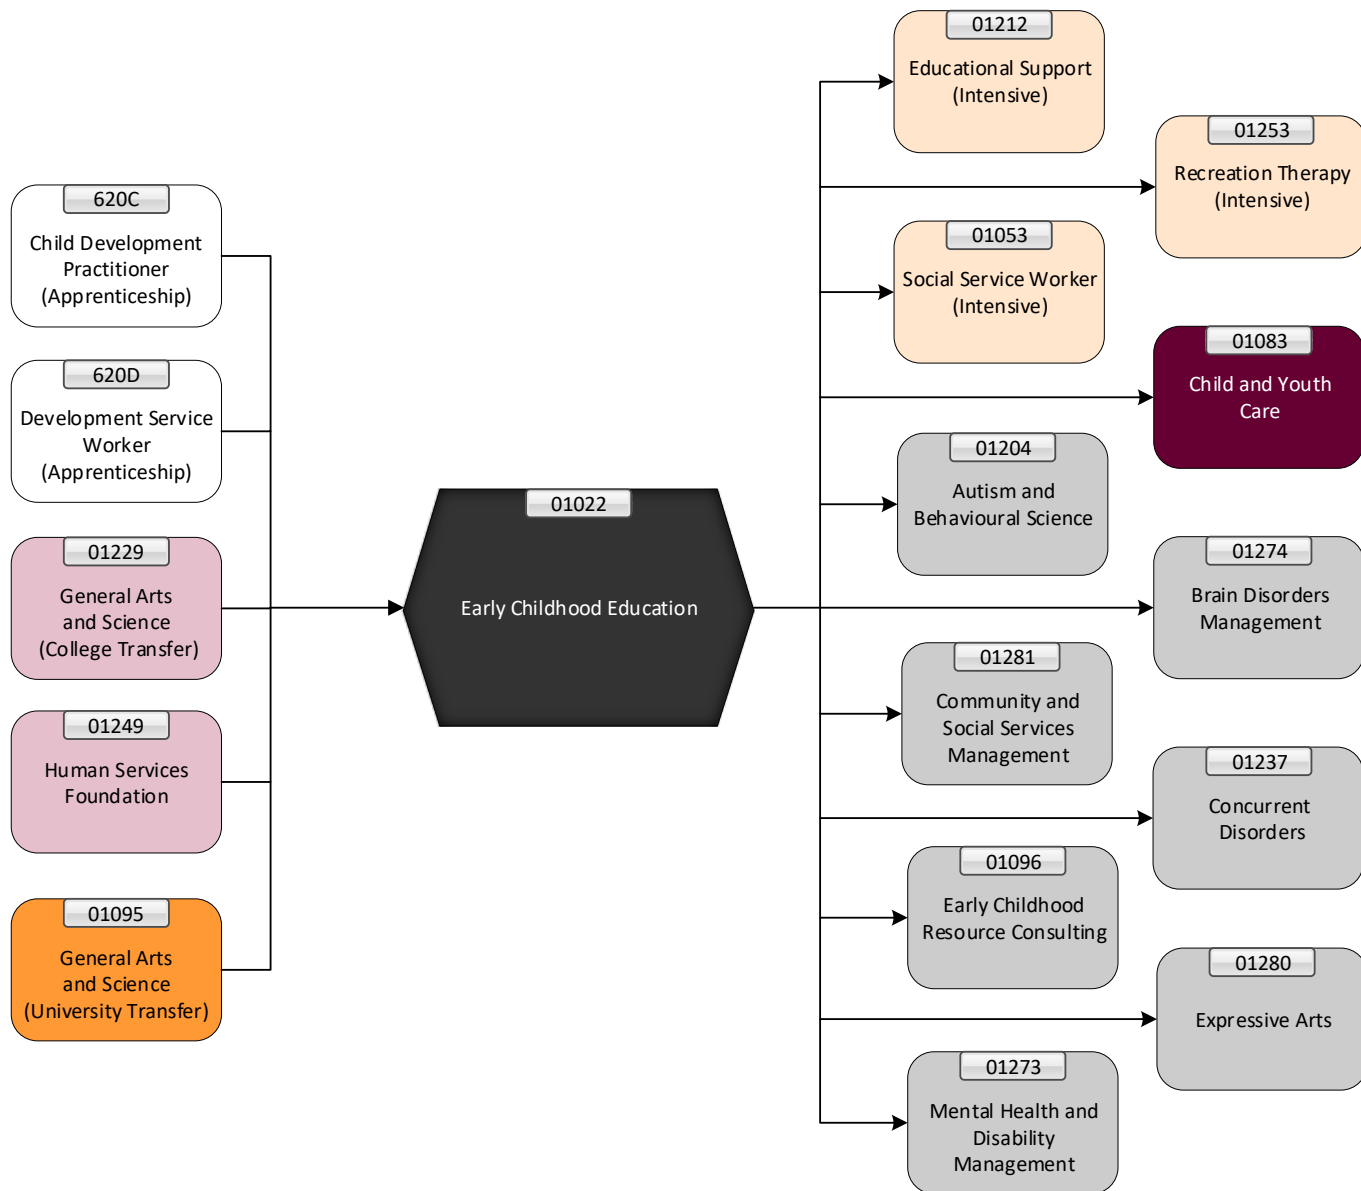 620C
Child Development
Practitioner
(Apprenticeship)
620D
Development Service
Worker
(Apprenticeship)
01229
General Arts
and Science
(College Transfer)
01249
Human Services
Foundation
01095
General Arts
and Science
(University Transfer)
01022
Early Childhood Education
01212
Educational Support
(Intensive)
01253
Recreation Therapy
(Intensive)
01053
Social Service Worker
(Intensive)
01083
Child and Youth
Care
01204
Autism and
Behavioural Science
01274
Brain Disorders
Management
01281
Community and
Social Services
Management
01237
Concurrent
Disorders
01096
Early Childhood
Resource Consulting
01280
Expressive Arts
01273
Mental Health and
Disability
Management